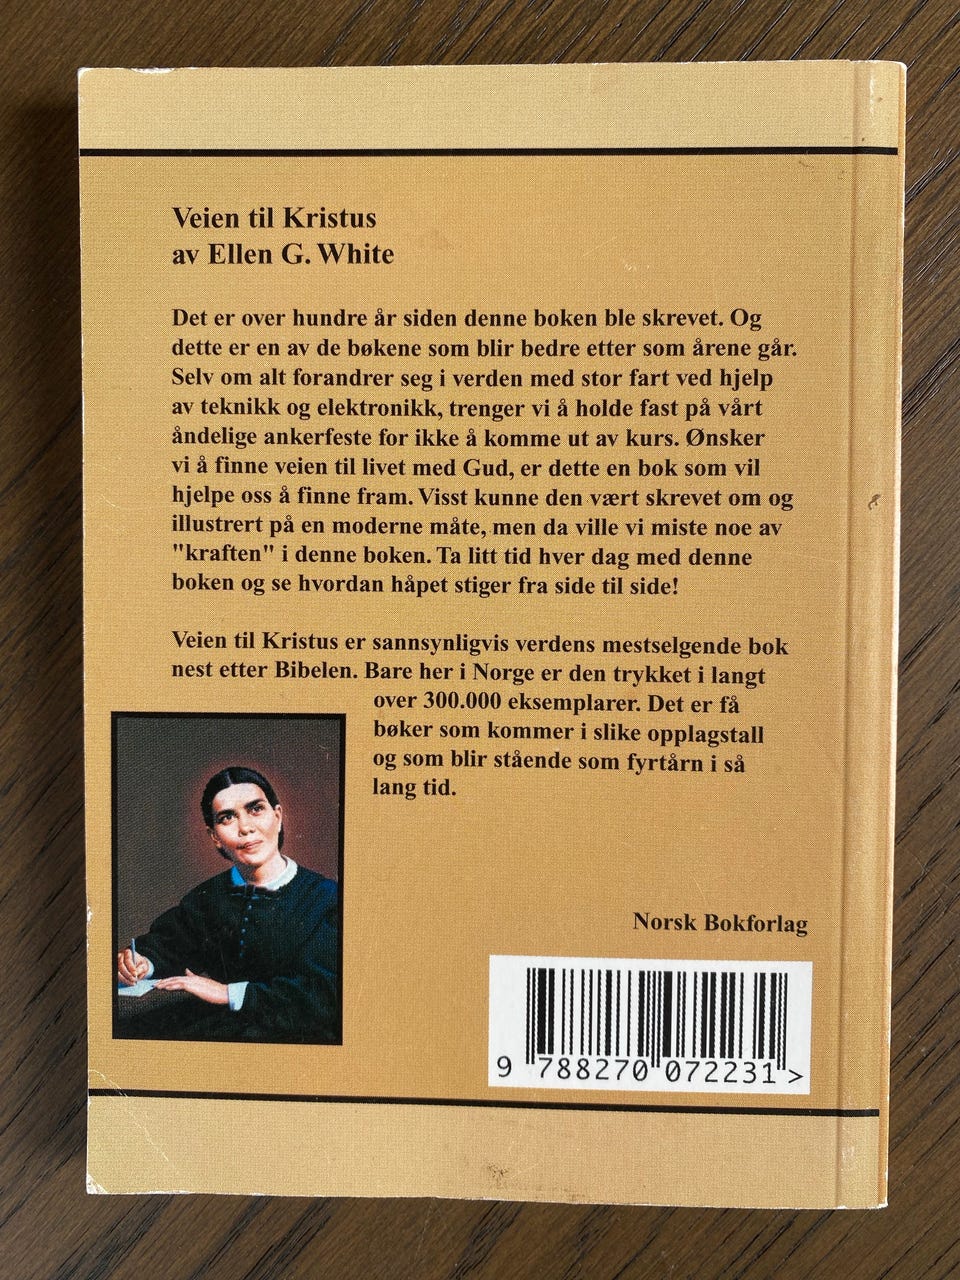 Veien til Kristus
av Ellen G. White
Det er over hundre år siden denne boken ble skrevet. Og
dette er en av de bøkene som blir bedre etter som årene går.
Selv om alt forandrer seg i verden med stor fart ved hjelp
av teknikk og elektronikk, trenger vi å holde fast på vårt
åndelige ankerfeste for ikke å komme ut av kurs. Ønsker
vi å finne veien til livet med Gud, er dette en bok som vil
hjelpe oss å finne fram. Visst kunne den vært skrevet om og
illustrert på en moderne måte, men da ville vi miste noe av
"kraften" i denne boken. Ta litt tid hver dag med denne
boken og se hvordan håpet stiger fra side til side!
Veien til Kristus er sannsynligvis verdens mestselgende bok
nest etter Bibelen. Bare her i Norge er den trykket i langt
over 300.000 eksemplarer. Det er få
bøker som kommer i slike opplagstall
og som blir stående som fyrtårn i så
lang tid.
Norsk Bokforlag
9 788270 072231 >